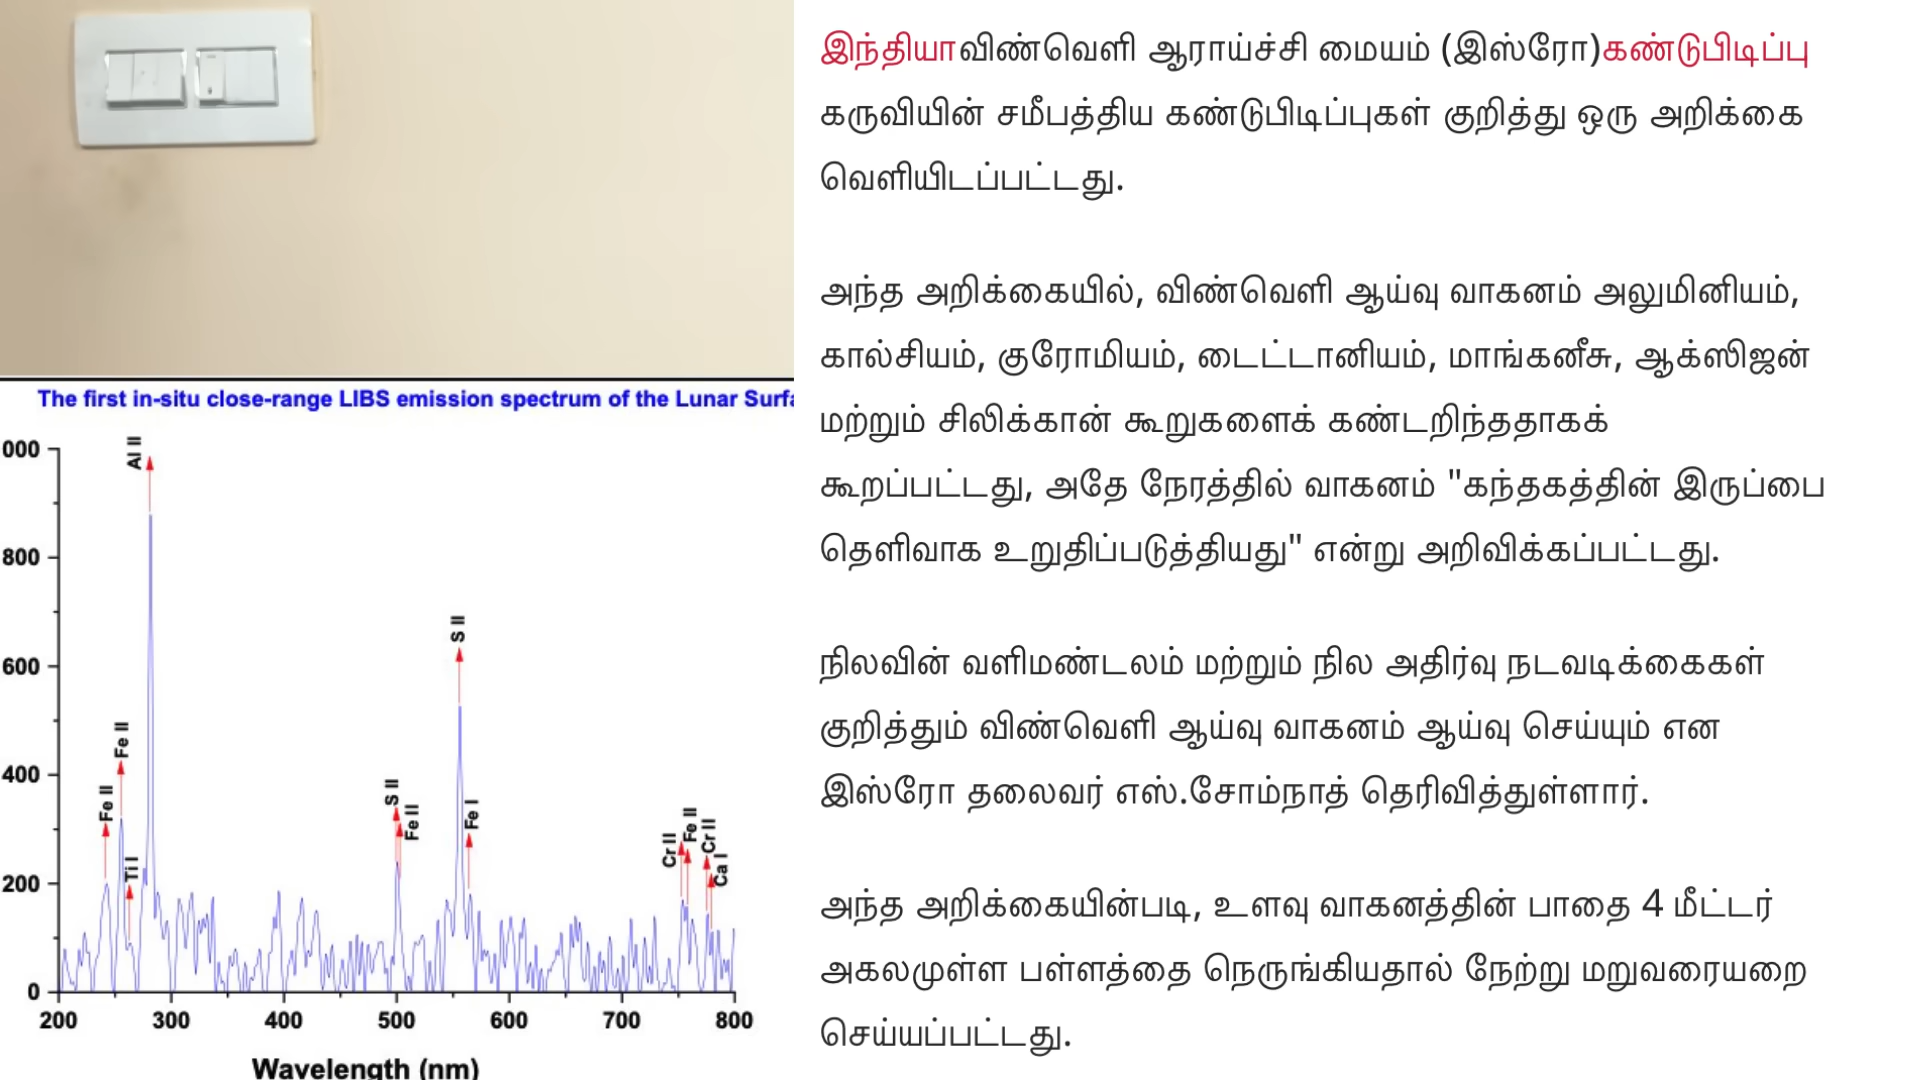 இந்தியாவிண்வெளி ஆராய்ச்சி மையம் (இஸ்ரோ)கண்டுபிடிப்பு
கருவியின் சமீபத்திய கண்டுபிடிப்புகள் குறித்து ஒரு அறிக்கை
வெளியிடப்பட்டது.
அந்த அறிக்கையில், விண்வெளி ஆய்வு வாகனம் அலுமினியம்,
கால்சியம், குரோமியம், டைட்டானியம், மாங்கனீசு, ஆக்ஸிஜன்
மற்றும் சிலிக்கான் கூறுகளைக் கண்டறிந்ததாகக்
கூறப்பட்டது, அதே நேரத்தில் வாகனம் "கந்தகத்தின் இருப்பை
தெளிவாக உறுதிப்படுத்தியது" என்று அறிவிக்கப்பட்டது.
நிலவின் வளிமண்டலம் மற்றும் நில அதிர்வு நடவடிக்கைகள்
குறித்தும் விண்வெளி ஆய்வு வாகனம் ஆய்வு செய்யும் என
இஸ்ரோ தலைவர் எஸ்.சோம்நாத் தெரிவித்துள்ளார்.
அந்த அறிக்கையின்படி, உளவு வாகனத்தின் பாதை 4 மீட்டர்
அகலமுள்ள பள்ளத்தை நெருங்கியதால் நேற்று மறுவரையறை
செய்யப்பட்டது.
The first in-situ close-range LIBS emission spectrum of the Lunar Surfa
000
800
600
400
200
0
Fe II
Fe II
Ti I
Al II
S II
Fe II
S II
Fe I
Cr II
Fe II
Cr II
Ca I
200 300 400 500 600 700 800
Wavelength (nm)